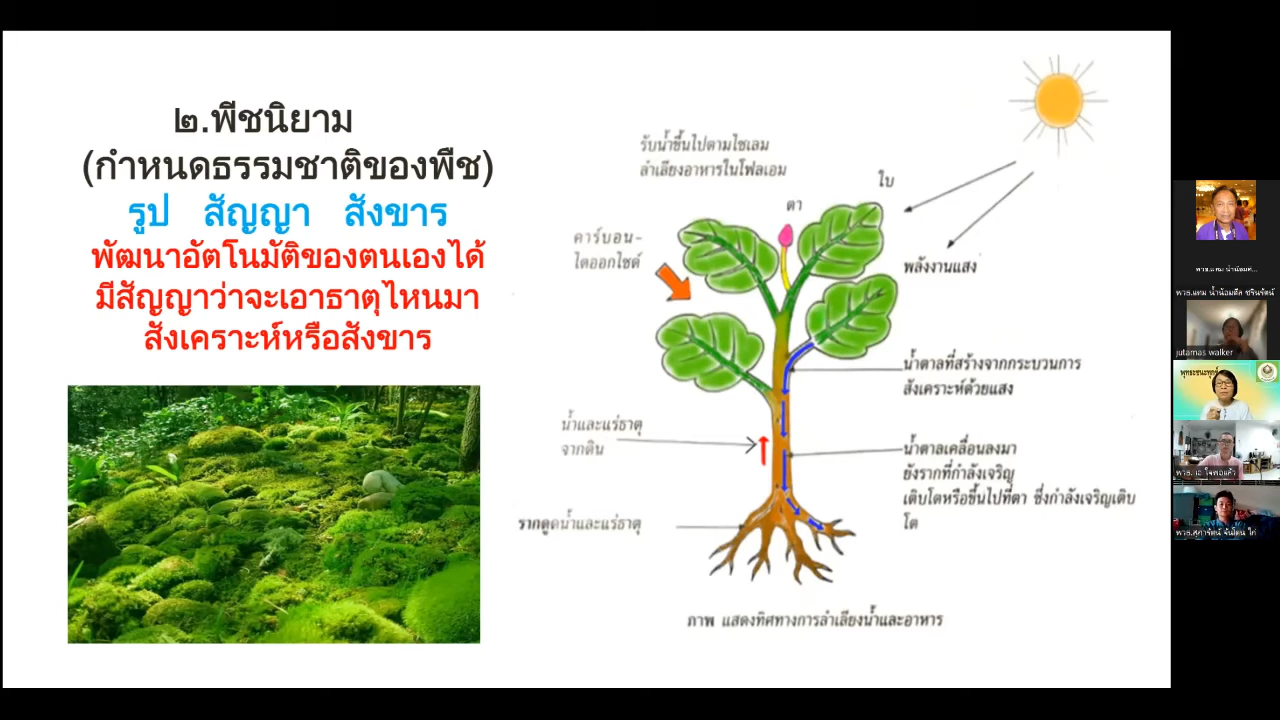 ๒.พีชนิยาม
(กำหนดธรรมชาติของพืช)
รูป สัญญา สังขาร
พัฒนาอัตโนมัติของตนเองได้
มีสัญญาว่าจะเอาธาตุไหนมา
สังเคราะห์หรือสังขาร
รับน้ำขึ้นไปตามไซเลม
ลำเลียงอาหารในโฟลเอม
ใบ
ตา
คาร์บอน-
ไดออกไซด์
พลังงานแสง
น้ำตาลที่สร้างจากกระบวนการ
สังเคราะห์ด้วยแสง
น้ำและแร่ธาตุ
จากดิน
น้ำตาลเคลื่อนลงมา
ยังรากที่กำลังเจริญ
เติบโตหรือขึ้นไปที่ตา ซึ่งกำลังเจริญเติบ
โต
รากดูดน้ำและแร่ธาตุ
ภาพ แสดงทิศทางการลำเลียงน้ำและอาหาร
jutamas walker